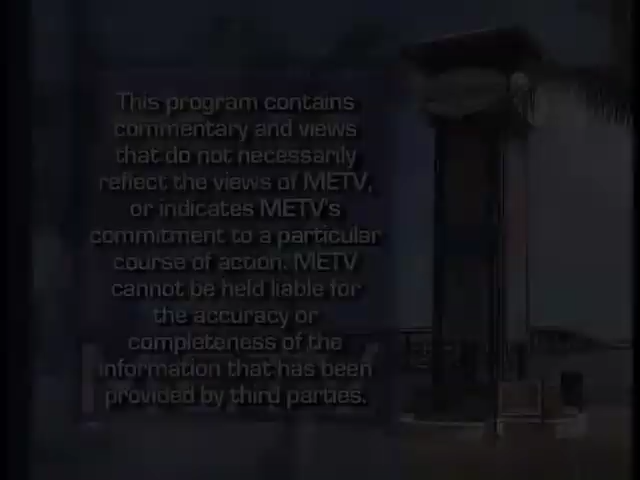 This program contains
commentary and views
that do not necessarily
reflect the views of METV,
or indicates METV's
commitment to a particular
course of action. METV
cannot be held liable for
the accuracy or
completeness of the
information that has been
provided by third parties.